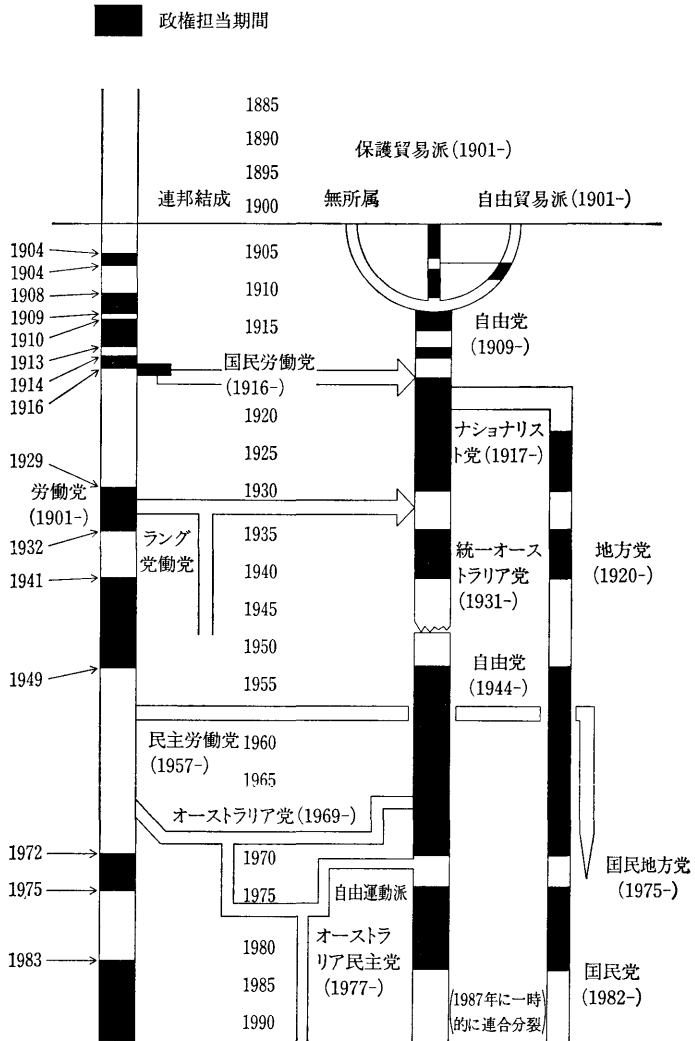 政権担当期間
1885
1890
1895
1900
保護貿易派(1901-)
連邦結成
無所属
自由貿易派(1901-)
1904
1904
1908
1909
1910
1913
1914
1916
1929
労働党
(1901-)
1932
1941
1949
1972
1975
1983
1905
1910
1915
国民労働党
(1916-)
1920
1925
1930
ラング
党働党
1935
1940
1945
1950
1955
民主労働党
(1957-)
1960
1965
オーストラリア党(1969-)
1970
1975
自由運動派
1980
オーストラ
リア民主党
(1977-)
1985
1990
自由党
(1909-)
ナショナリス
ト党(1917-)
統一オース
トラリア党
(1931-)
地方党
(1920-)
自由党
(1944-)
国民地方党
(1975-)
国民党
(1982-)
(1987年に一時
的に連合分裂)